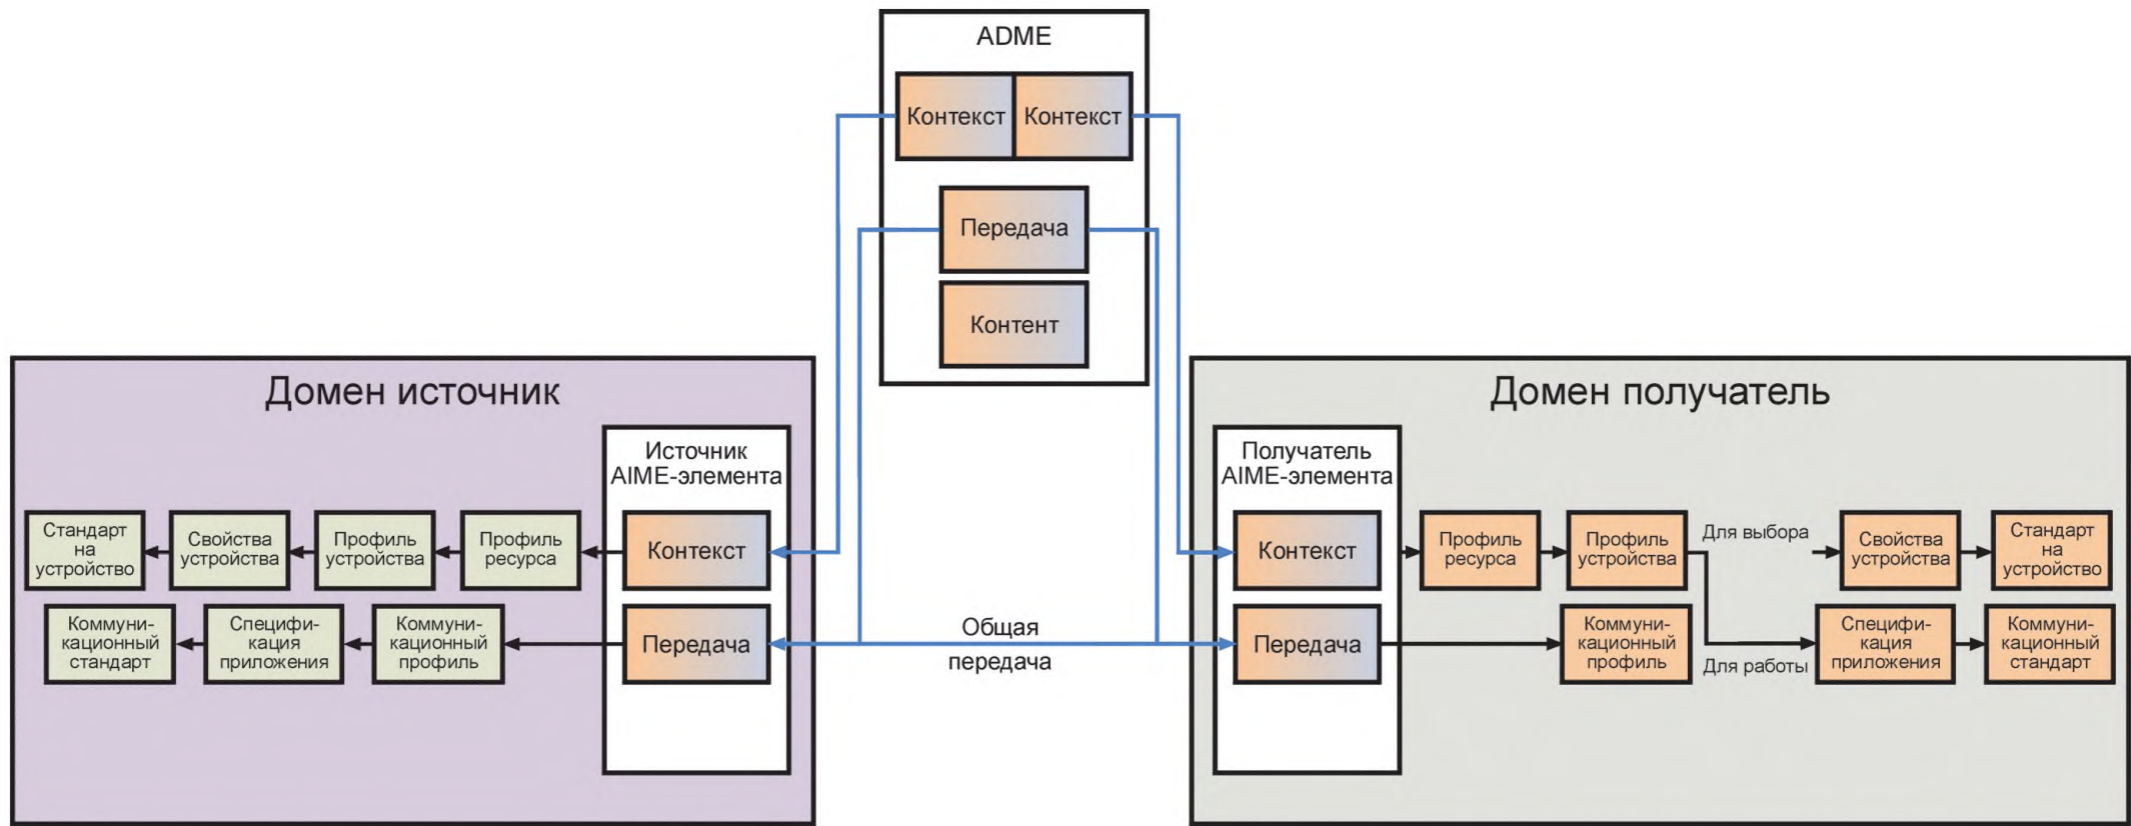 ADME
Контекст
Контекст
Передача
Контент
Домен источник
Источник
AIME-элемента
Контекст
Передача
Стандарт
на
устройство
Свойства
устройства
Профиль
устройства
Профиль
ресурса
Коммуни-
кационный
стандарт
Специфи-
кация
приложения
Коммуни-
кационный
профиль
Общая
передача
Домен получатель
Получатель
AIME-элемента
Контекст
Передача
Профиль
ресурса
Профиль
устройства
Для выбора
Свойства
устройства
Стандарт
на
устройство
Коммуни-
кационный
профиль
Для работы
Специфи-
кация
приложения
Коммуни-
кационный
стандарт